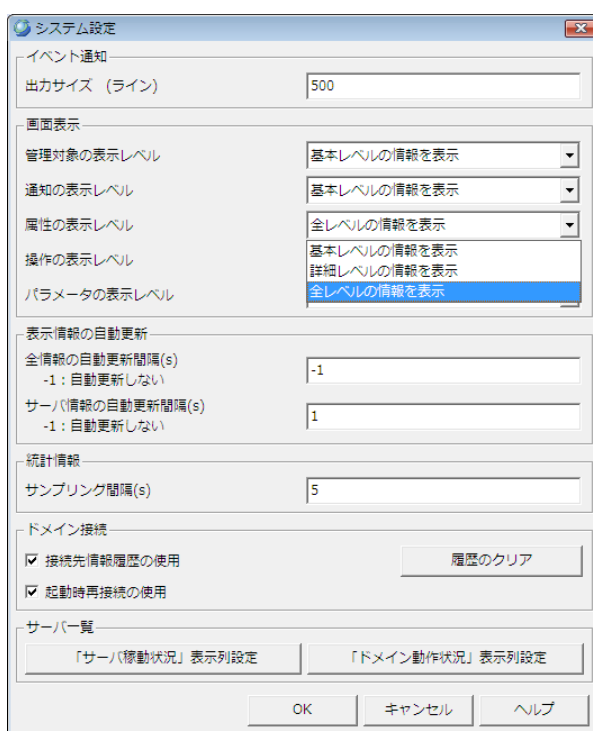 システム設定
イベント通知
出力サイズ (ライン) 500
画面表示
管理対象の表示レベル 基本レベルの情報を表示
通知の表示レベル 基本レベルの情報を表示
属性の表示レベル 全レベルの情報を表示
基本レベルの情報を表示
操作の表示レベル 詳細レベルの情報を表示
パラメータの表示レベル 全レベルの情報を表示
表示情報の自動更新
全情報の自動更新間隔(s) -1
-1：自動更新しない
サーバ情報の自動更新間隔(s) 1
-1：自動更新しない
統計情報
サンプリング間隔(s) 5
ドメイン接続
接続先情報履歴の使用 履歴のクリア
起動時再接続の使用
サーバ一覧
「サーバ稼動状況」表示列設定 「ドメイン動作状況」表示列設定
OK キャンセル ヘルプ